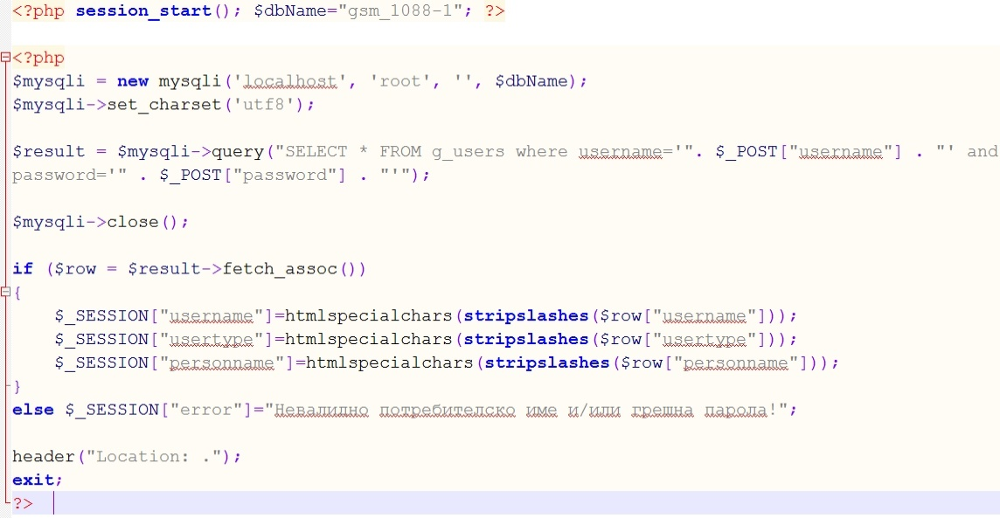 <?php session_start(); $dbName="gsm_1088-1"; ?>
<?php
$mysqli = new mysqli('localhost', 'root', '', $dbName);
$mysqli->set_charset('utf8');
$result = $mysqli->query("SELECT * FROM g_users where username='". $_POST["username"] . "' and
password='" . $_POST["password"] . "'");
$mysqli->close();
if ($row = $result->fetch_assoc())
{
    $_SESSION["username"]=htmlspecialchars(stripslashes($row["username"]));
    $_SESSION["usertype"]=htmlspecialchars(stripslashes($row["usertype"]));
    $_SESSION["personname"]=htmlspecialchars(stripslashes($row["personname"]));
}
else $_SESSION["error"]="Невалидно потребителско име и/или грешна парола!";
header("Location: .");
exit;
?>